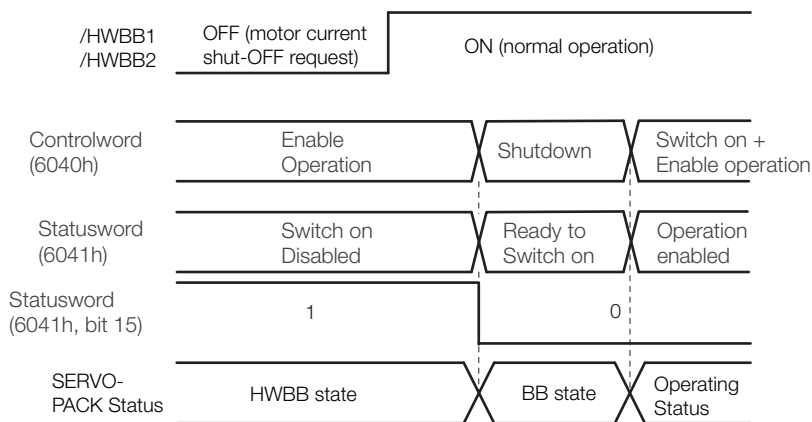 /HWBB1
/HWBB2
OFF (motor current
shut-OFF request)
ON (normal operation)
Controlword
(6040h)
Enable
Operation
Shutdown
Switch on +
Enable operation
Statusword
(6041h)
Switch on
Disabled
Ready to
Switch on
Operation
enabled
Statusword
(6041h, bit 15)
1
0
SERVO-
PACK Status
HWBB state
BB state
Operating
Status